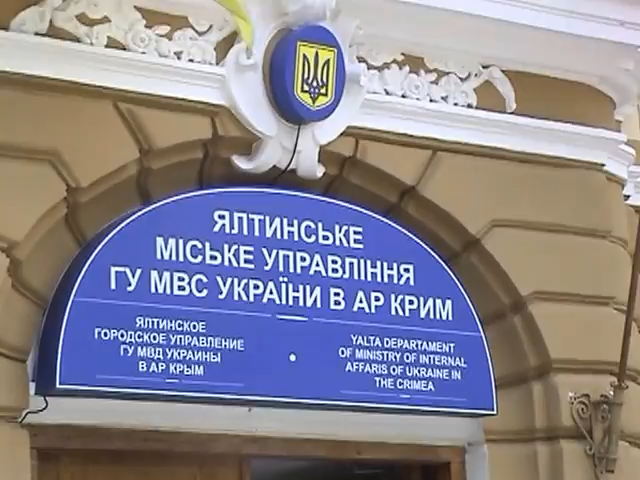 ЯЛТИНСЬКЕ
МІСЬКЕ УПРАВЛІННЯ
ГУ МВС УКРАЇНИ В АР КРИМ
ЯЛТИНСКОЕ
ГОРОДСКОЕ УПРАВЛЕНИЕ
ГУ МВД УКРАИНЫ
В АР КРЫМ
YALTA DEPARTAMENT
OF MINISTRY OF INTERNAL
AFFARIS OF UKRAINE IN
THE CRIMEA